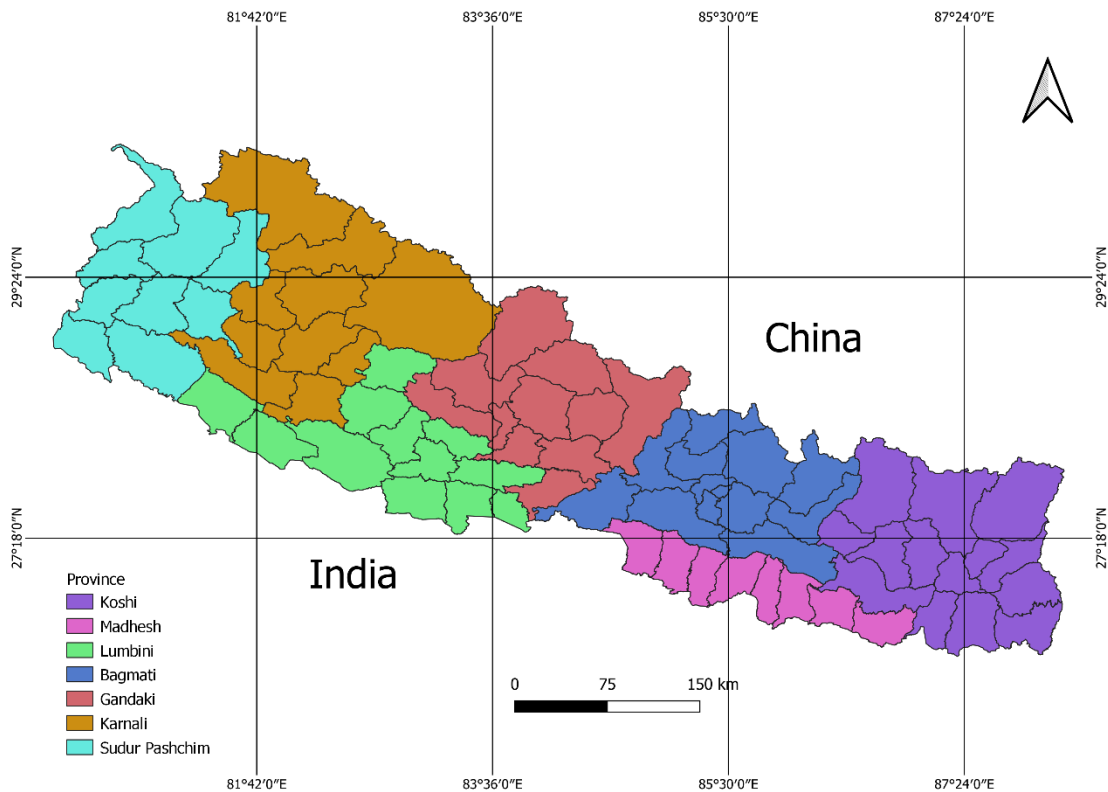 81°42′0″E 83°36′0″E 85°30′0″E 87°24′0″E
29°24′0″N 29°24′0″N
China
27°18′0″N 27°18′0″N
India
Province
Koshi
Madhesh
Lumbini
Bagmati
Gandaki
Karnali
Sudur Pashchim
0 75 150 km
81°42′0″E 83°36′0″E 85°30′0″E 87°24′0″E